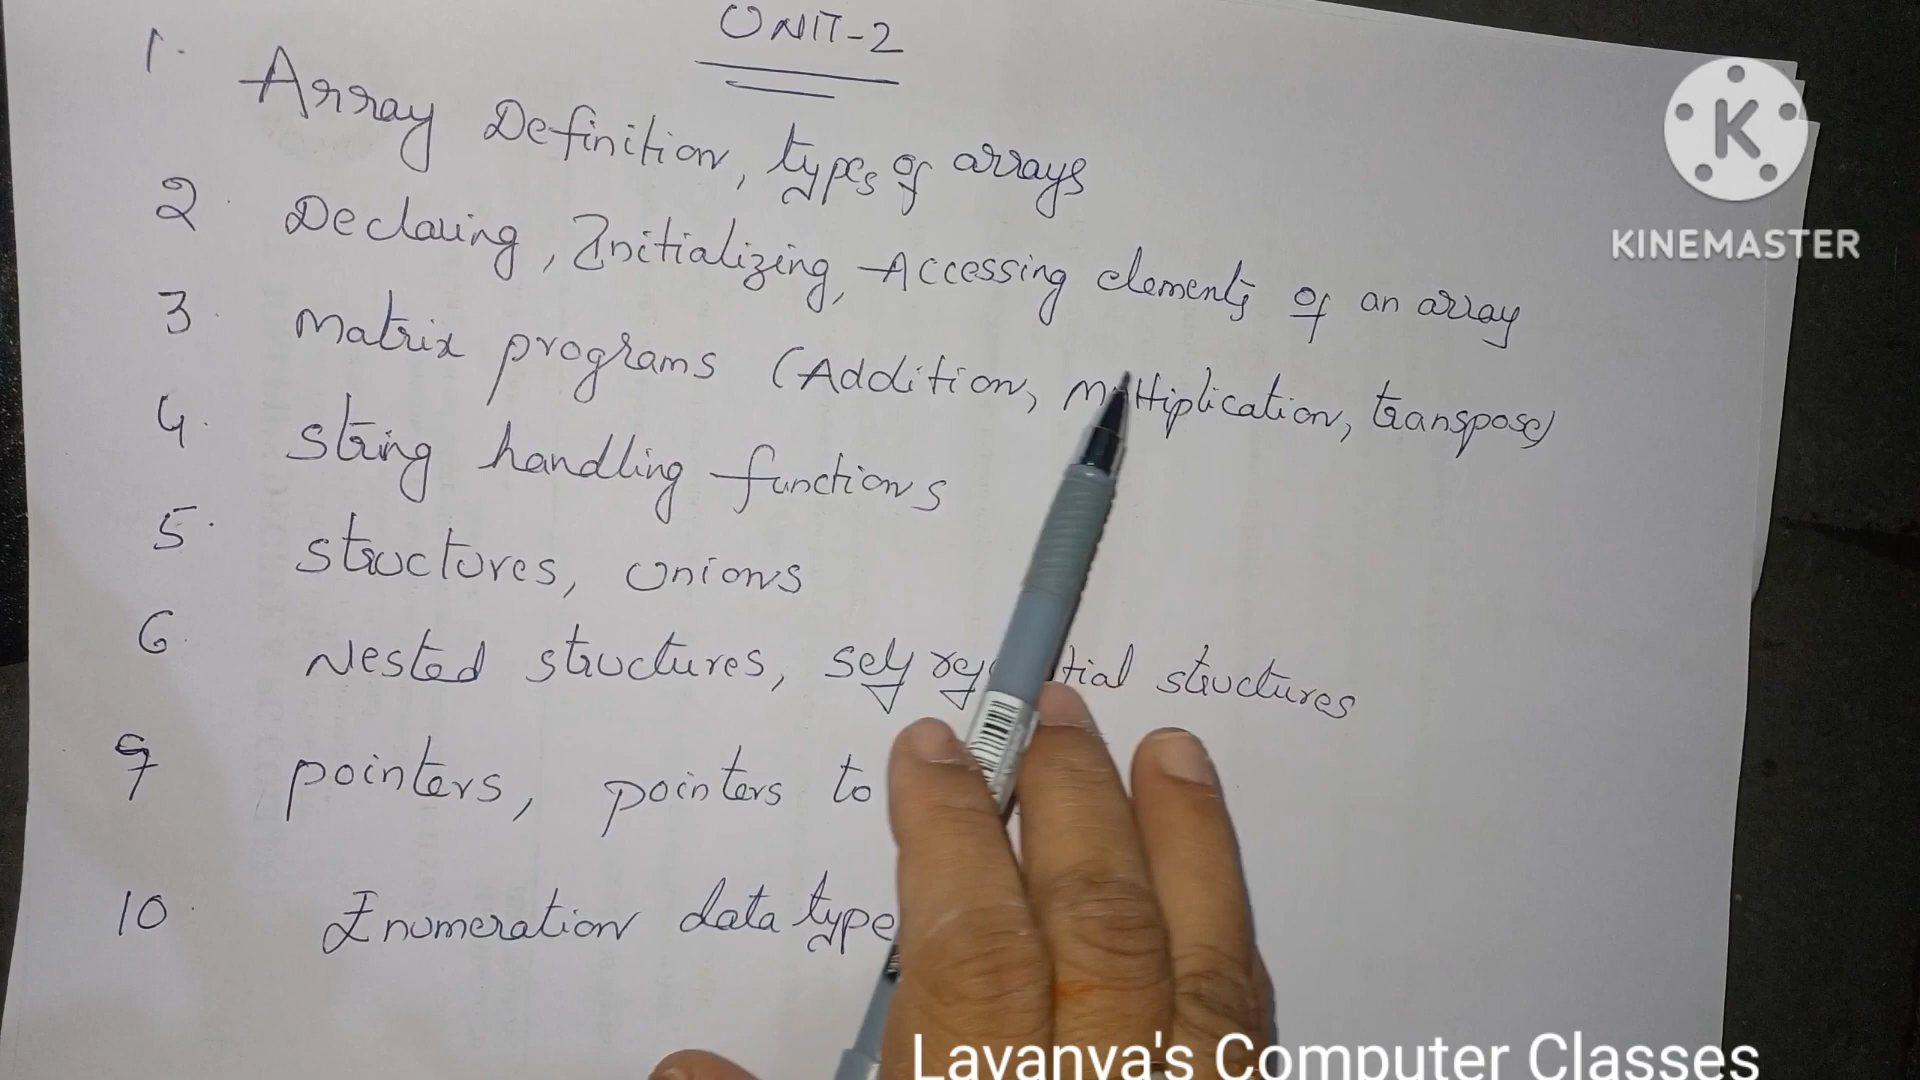 UNIT-2
1. Array Definition, types of arrays
2. Declaring, Initializing, Accessing elements of an array
3. Matrix programs (Addition, Multiplication, transpose)
4. String handling functions
5. structures, unions
6. Nested structures, self structures
9 pointers, pointers to
10. Enumeration data type
K
KINEMASTER
Lavanya's Computer Classes